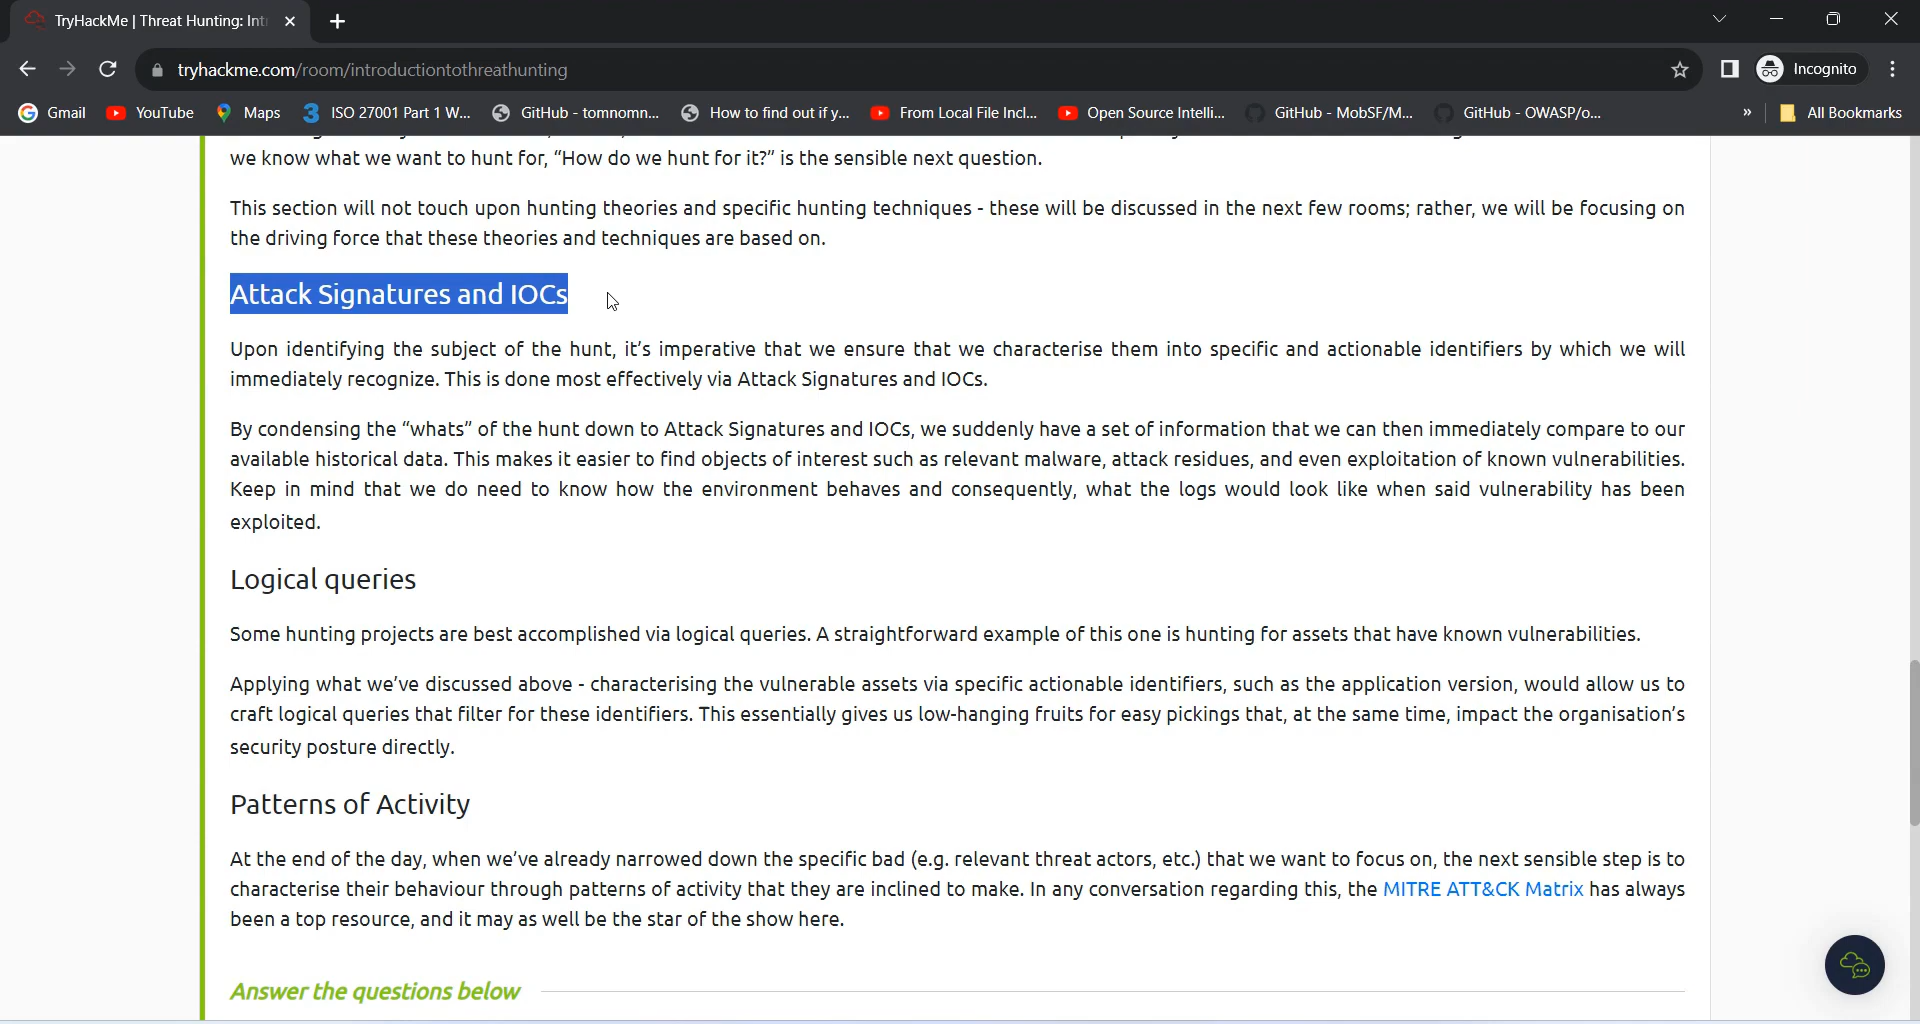 TryHackMe | Threat Hunting: Int
tryhackme.com/room/introductiontothreathunting
Incognito
Gmail
YouTube
Maps
ISO 27001 Part 1 W...
GitHub - tomnomn...
How to find out if y...
From Local File Incl...
Open Source Intelli...
GitHub - MobSF/M...
GitHub - OWASP/o...
»
All Bookmarks
we know what we want to hunt for, “How do we hunt for it?” is the sensible next question.
This section will not touch upon hunting theories and specific hunting techniques - these will be discussed in the next few rooms; rather, we will be focusing on
the driving force that these theories and techniques are based on.
Attack Signatures and IOCs
Upon identifying the subject of the hunt, it’s imperative that we ensure that we characterise them into specific and actionable identifiers by which we will
immediately recognize. This is done most effectively via Attack Signatures and IOCs.
By condensing the “whats” of the hunt down to Attack Signatures and IOCs, we suddenly have a set of information that we can then immediately compare to our
available historical data. This makes it easier to find objects of interest such as relevant malware, attack residues, and even exploitation of known vulnerabilities.
Keep in mind that we do need to know how the environment behaves and consequently, what the logs would look like when said vulnerability has been
exploited.
Logical queries
Some hunting projects are best accomplished via logical queries. A straightforward example of this one is hunting for assets that have known vulnerabilities.
Applying what we’ve discussed above - characterising the vulnerable assets via specific actionable identifiers, such as the application version, would allow us to
craft logical queries that filter for these identifiers. This essentially gives us low-hanging fruits for easy pickings that, at the same time, impact the organisation’s
security posture directly.
Patterns of Activity
At the end of the day, when we’ve already narrowed down the specific bad (e.g. relevant threat actors, etc.) that we want to focus on, the next sensible step is to
characterise their behaviour through patterns of activity that they are inclined to make. In any conversation regarding this, the MITRE ATT&CK Matrix has always
been a top resource, and it may as well be the star of the show here.
Answer the questions below